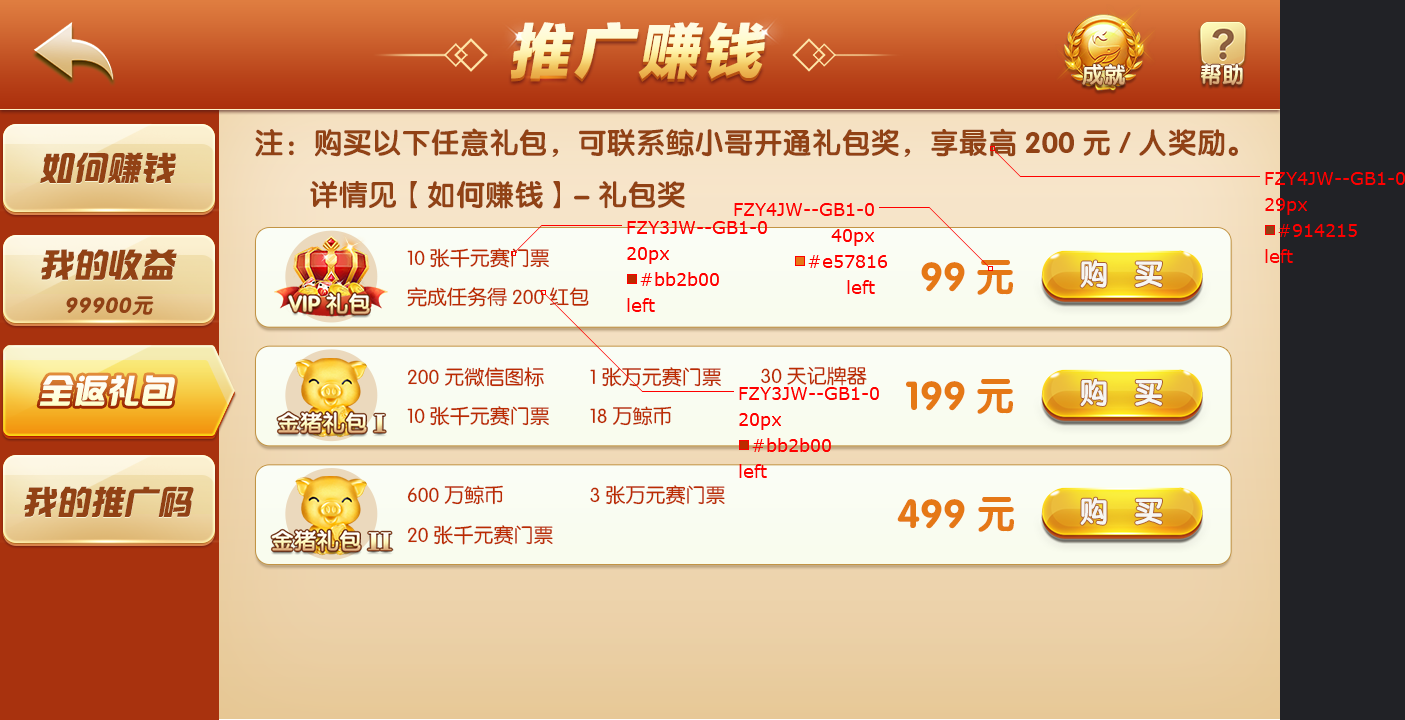 推广赚钱
成就
帮助
如何赚钱
我的收益
99900元
全返礼包
我的推广码
注：购买以下任意礼包，可联系鲸小哥开通礼包奖，享最高 200 元 / 人奖励。
详情见【如何赚钱】– 礼包奖
VIP 礼包
10 张千元赛门票
完成任务得 200 红包
99 元
购 买
金猪礼包 I
200 元微信图标
1 张万元赛门票
30 天记牌器
10 张千元赛门票
18 万鲸币
199 元
购 买
金猪礼包 II
600 万鲸币
3 张万元赛门票
20 张千元赛门票
499 元
购 买
FZY4JW--GB1-0
29px
#914215
left
FZY4JW--GB1-0
40px
#e57816
left
FZY3JW--GB1-0
20px
#bb2b00
left
FZY3JW--GB1-0
20px
#bb2b00
left